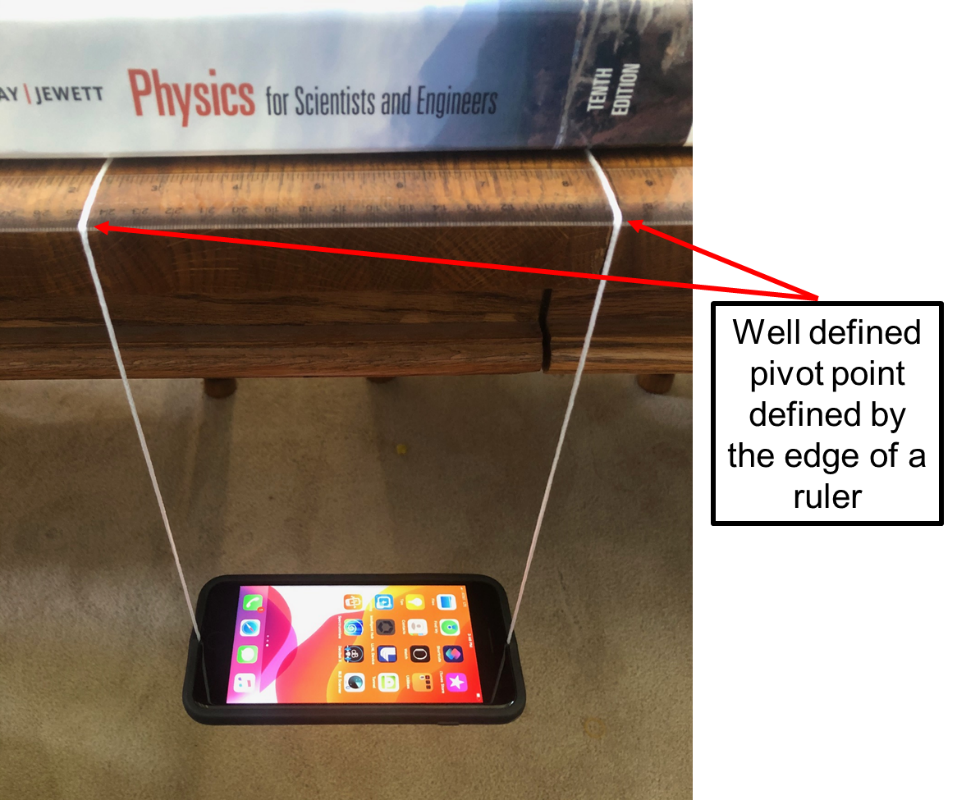 AY | JEWETT
Physics for Scientists and Engineers
TENTH
EDITION
Well defined
pivot point
defined by
the edge of a
ruler